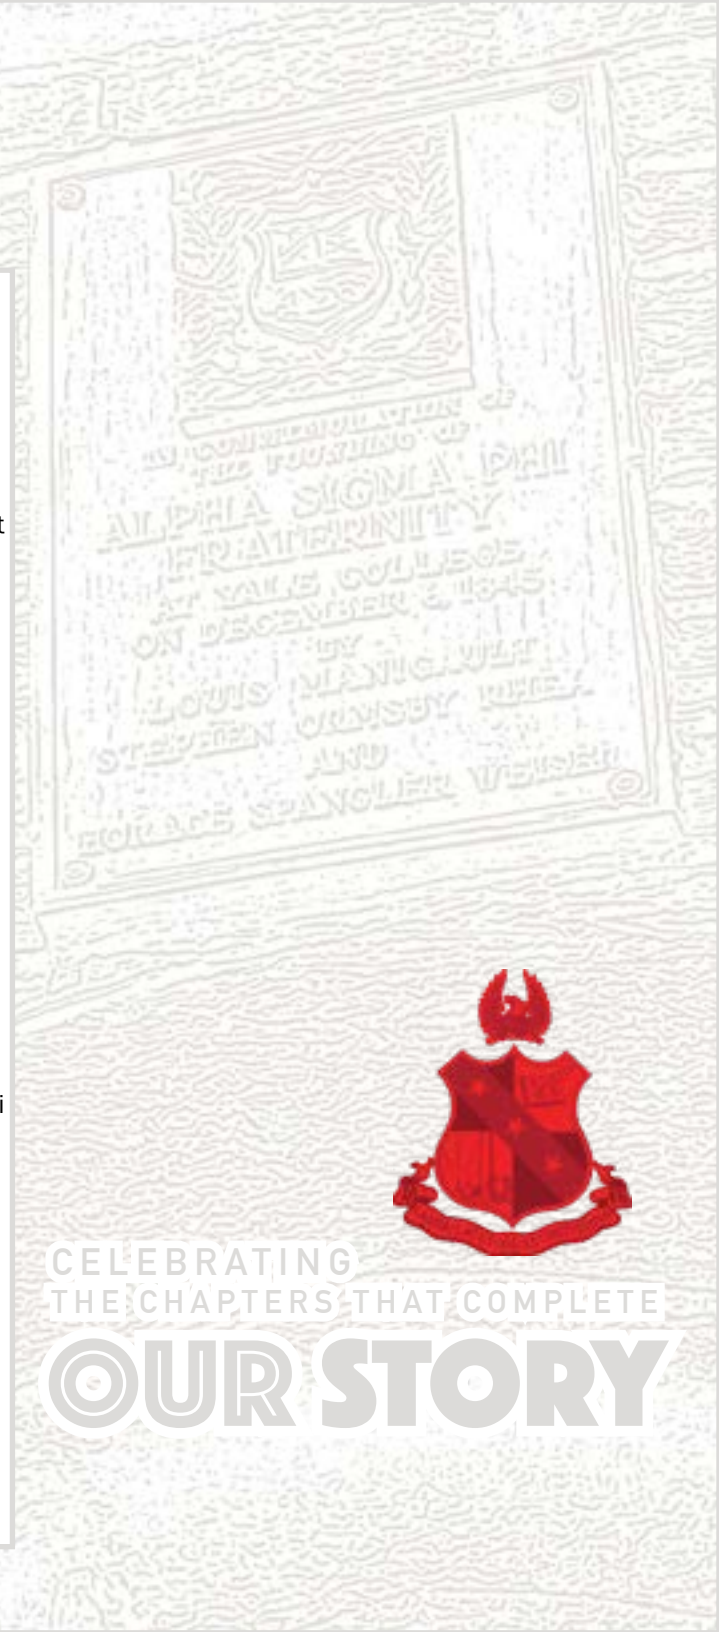 IN COMMEMORATION OF
THE FOUNDING OF
ALPHA SIGMA PHI
FRATERNITY
AT YALE COLLEGE
ON DECEMBER 6, 1845
BY
LOUIS MANIGAULT
STEPHEN ORMSBY RHEA
AND
HORACE SPANGLER WEISER
t
i
CELEBRATING
THE CHAPTERS THAT COMPLETE
OUR STORY